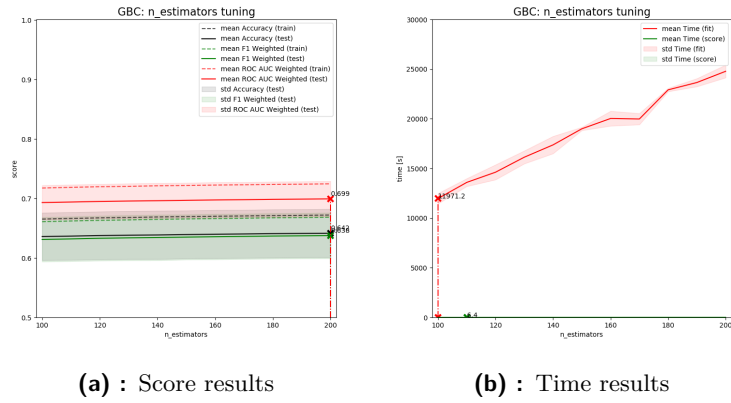 GBC: n_estimators tuning
1.0
0.9
0.8
0.7
0.6
0.5
score
100
120
140
160
180
200
n_estimators
mean Accuracy (train)
mean Accuracy (test)
mean F1 Weighted (train)
mean F1 Weighted (test)
mean ROC AUC Weighted (train)
mean ROC AUC Weighted (test)
std Accuracy (test)
std F1 Weighted (test)
std ROC AUC Weighted (test)
0.699
0.642
(a) : Score results
GBC: n_estimators tuning
30000
25000
20000
15000
10000
5000
0
time [s]
100
120
140
160
180
200
n_estimators
mean Time (fit)
mean Time (score)
std Time (fit)
std Time (score)
11971.2
6.4
(b) : Time results